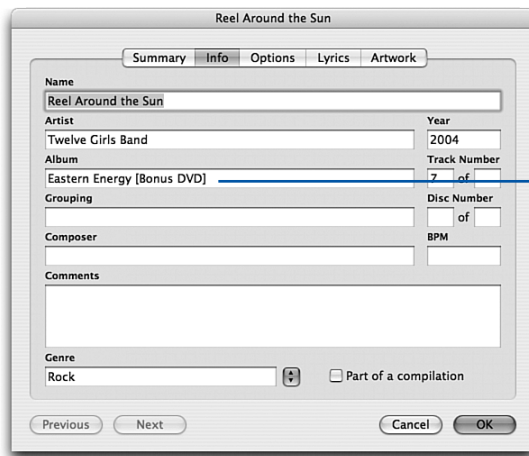 Reel Around the Sun
Summary Info Options Lyrics Artwork
Name
Reel Around the Sun
Artist Year
Twelve Girls Band 2004
Album Track Number
Eastern Energy [Bonus DVD] 7 of
Grouping Disc Number
of
Composer BPM
Comments
Genre
Rock Part of a compilation
Previous Next Cancel OK